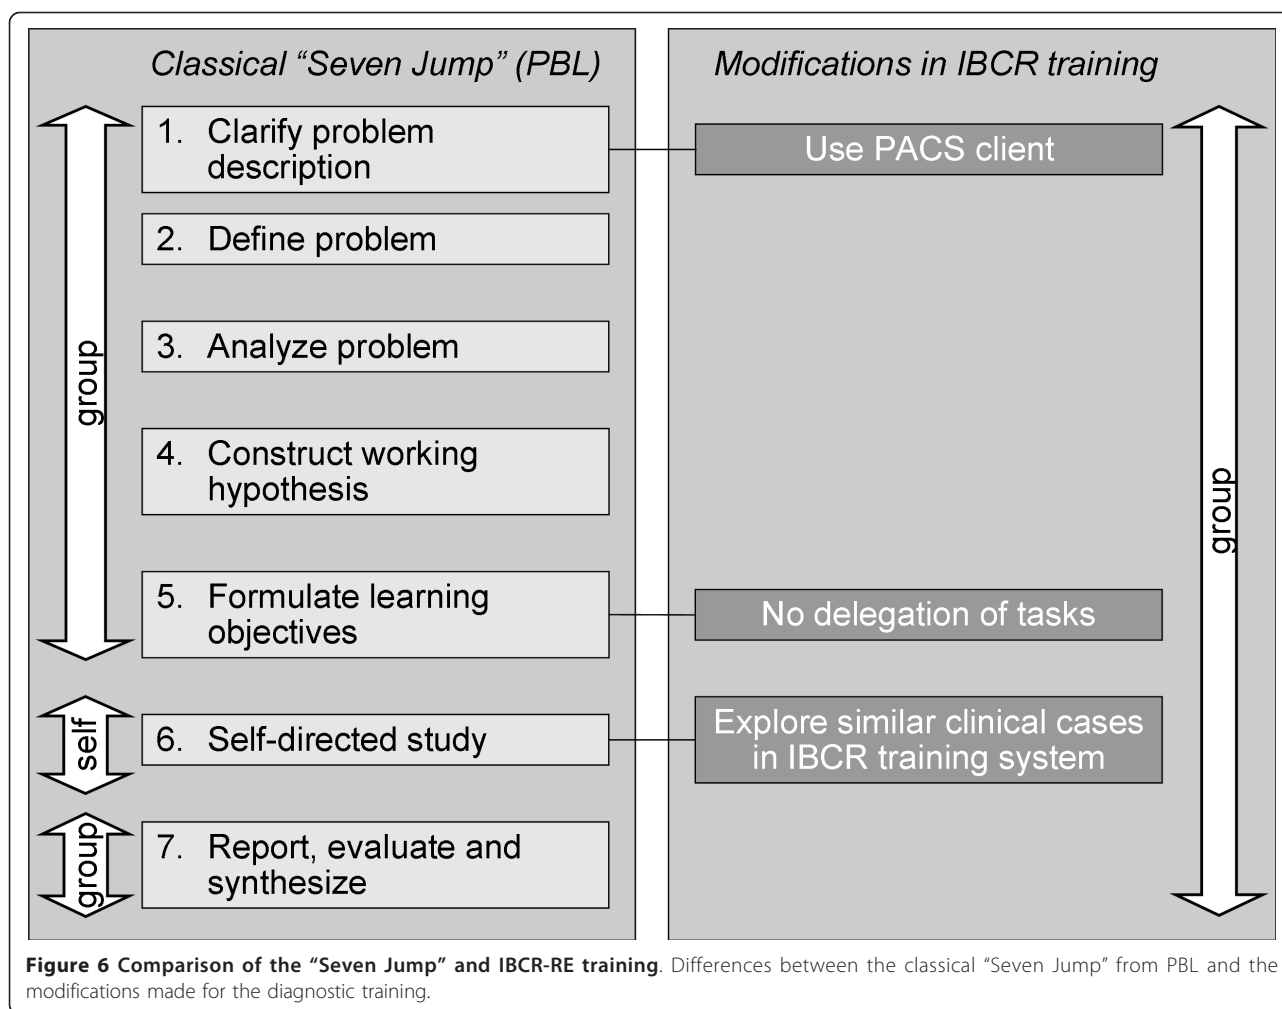 Classical “Seven Jump” (PBL)
1. Clarify problem
description
2. Define problem
3. Analyze problem
4. Construct working
hypothesis
5. Formulate learning
objectives
6. Self-directed study
7. Report, evaluate and
synthesize
group
self
group
Modifications in IBCR training
Use PACS client
No delegation of tasks
Explore similar clinical cases
in IBCR training system
group
Figure 6 Comparison of the “Seven Jump” and IBCR-RE training. Differences between the classical “Seven Jump” from PBL and the
modifications made for the diagnostic training.